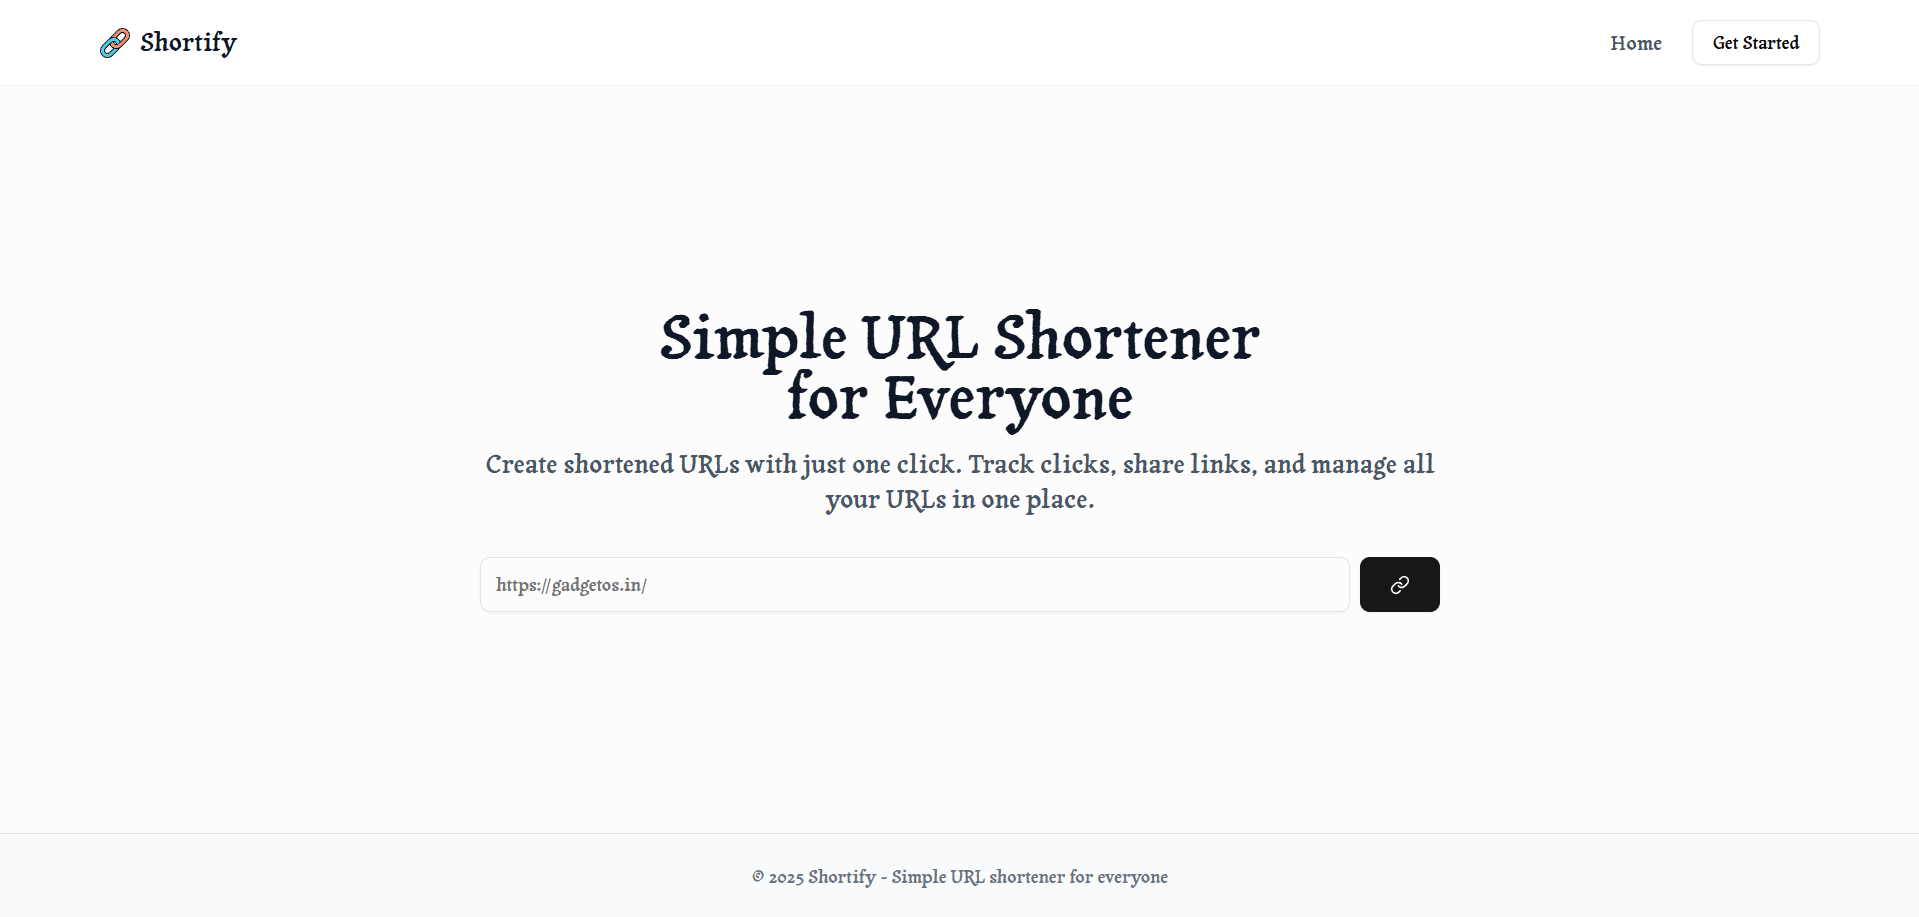 Shortify
Home
Get Started
Simple URL Shortener
for Everyone
Create shortened URLs with just one click. Track clicks, share links, and manage all
your URLs in one place.
https://gadgetos.in/
© 2025 Shortify - Simple URL shortener for everyone